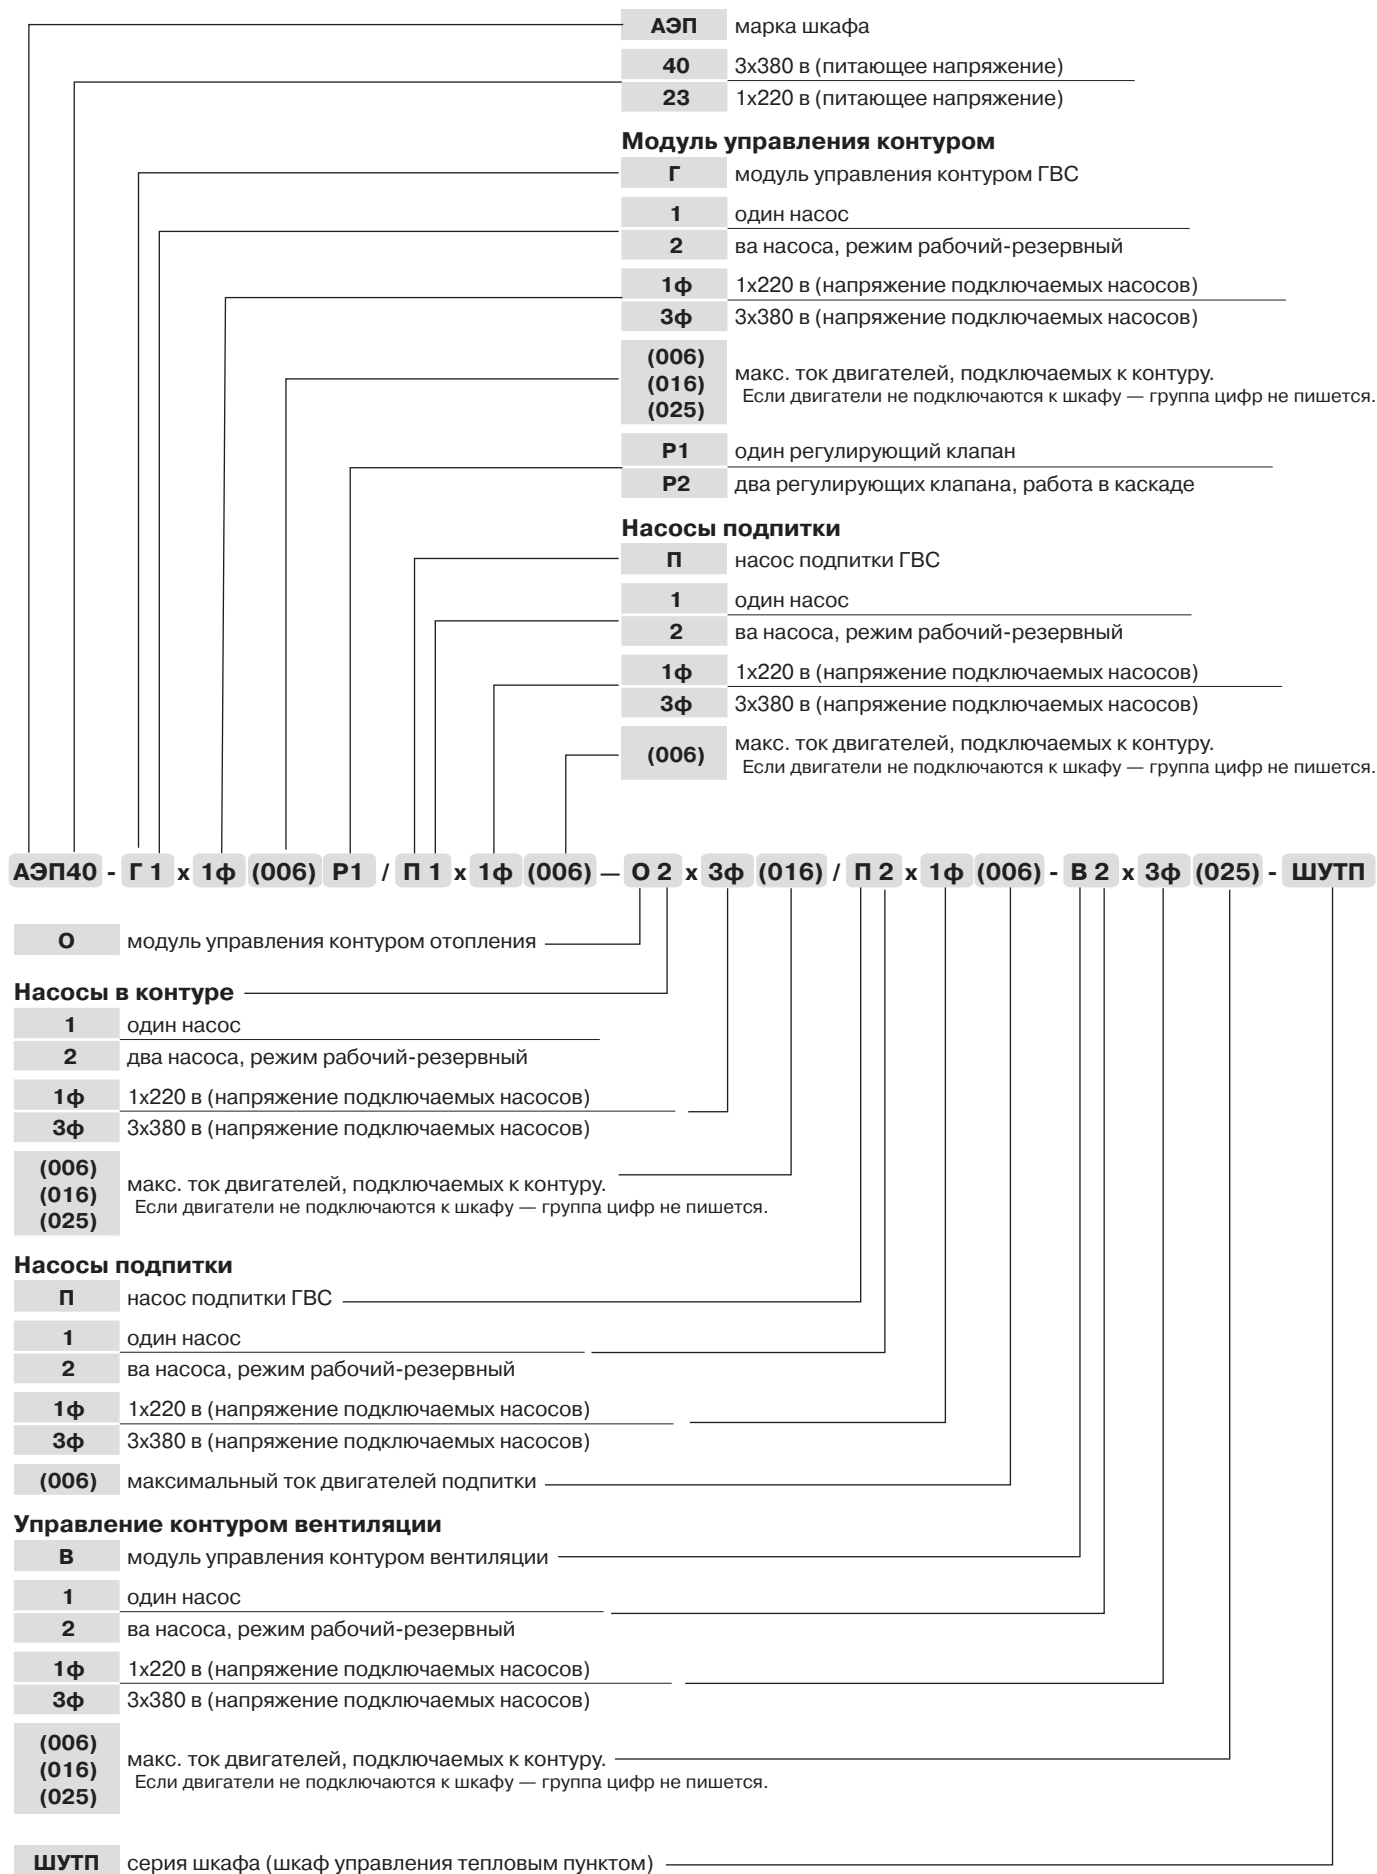 АЭП марка шкафа
40 3х380 в (питающее напряжение)
23 1х220 в (питающее напряжение)
Модуль управления контуром
Г модуль управления контуром ГВС
1 один насос
2 ва насоса, режим рабочий-резервный
1ф 1х220 в (напряжение подключаемых насосов)
3ф 3х380 в (напряжение подключаемых насосов)
(006)
(016)
(025)
макс. ток двигателей, подключаемых к контуру.
Если двигатели не подключаются к шкафу — группа цифр не пишется.
Р1 один регулирующий клапан
Р2 два регулирующих клапана, работа в каскаде
Насосы подпитки
П насос подпитки ГВС
1 один насос
2 ва насоса, режим рабочий-резервный
1ф 1х220 в (напряжение подключаемых насосов)
3ф 3х380 в (напряжение подключаемых насосов)
(006)
макс. ток двигателей, подключаемых к контуру.
Если двигатели не подключаются к шкафу — группа цифр не пишется.
АЭП40 - Г 1 х 1ф (006) Р1 / П 1 х 1ф (006) — О 2 х 3ф (016) / П 2 х 1ф (006) - В 2 х 3ф (025) - ШУТП
О модуль управления контуром отопления
Насосы в контуре
1 один насос
2 два насоса, режим рабочий-резервный
1ф 1х220 в (напряжение подключаемых насосов)
3ф 3х380 в (напряжение подключаемых насосов)
(006)
(016)
(025)
макс. ток двигателей, подключаемых к контуру.
Если двигатели не подключаются к шкафу — группа цифр не пишется.
Насосы подпитки
П насос подпитки ГВС
1 один насос
2 ва насоса, режим рабочий-резервный
1ф 1х220 в (напряжение подключаемых насосов)
3ф 3х380 в (напряжение подключаемых насосов)
(006) максимальный ток двигателей подпитки
Управление контуром вентиляции
В модуль управления контуром вентиляции
1 один насос
2 ва насоса, режим рабочий-резервный
1ф 1х220 в (напряжение подключаемых насосов)
3ф 3х380 в (напряжение подключаемых насосов)
(006)
(016)
(025)
макс. ток двигателей, подключаемых к контуру.
Если двигатели не подключаются к шкафу — группа цифр не пишется.
ШУТП серия шкафа (шкаф управления тепловым пунктом)